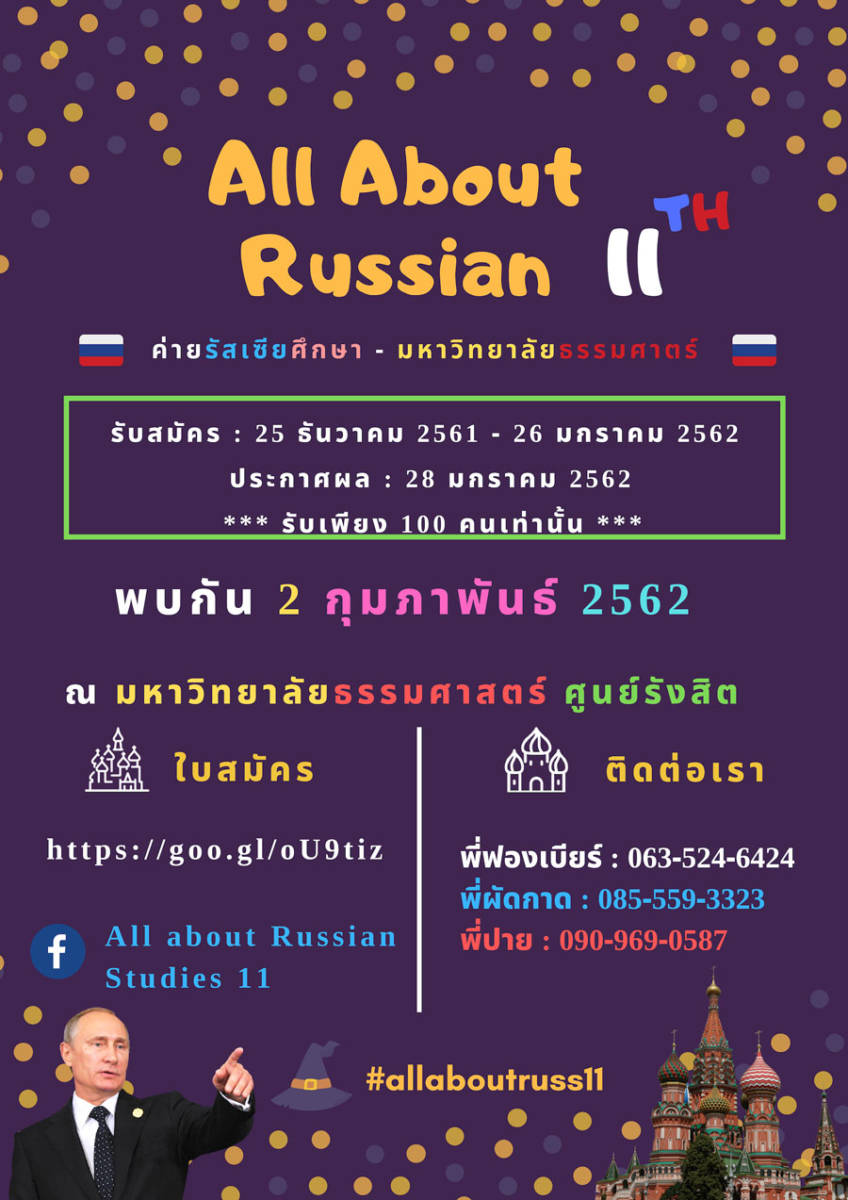 All About
Russian 11TH
ค่ายรัสเซียศึกษา - มหาวิทยาลัยธรรมศาตร์
รับสมัคร : 25 ธันวาคม 2561 - 26 มกราคม 2562
ประกาศผล : 28 มกราคม 2562
*** รับเพียง 100 คนเท่านั้น ***
พบกัน 2 กุมภาพันธ์ 2562
ณ มหาวิทยาลัยธรรมศาสตร์ ศูนย์รังสิต
ใบสมัคร
https://goo.gl/oU9tiz
All about Russian
Studies 11
ติดต่อเรา
พี่ฟองเบียร์ : 063-524-6424
พี่ผัดกาด : 085-559-3323
พี่ปาย : 090-969-0587
#allaboutruss11